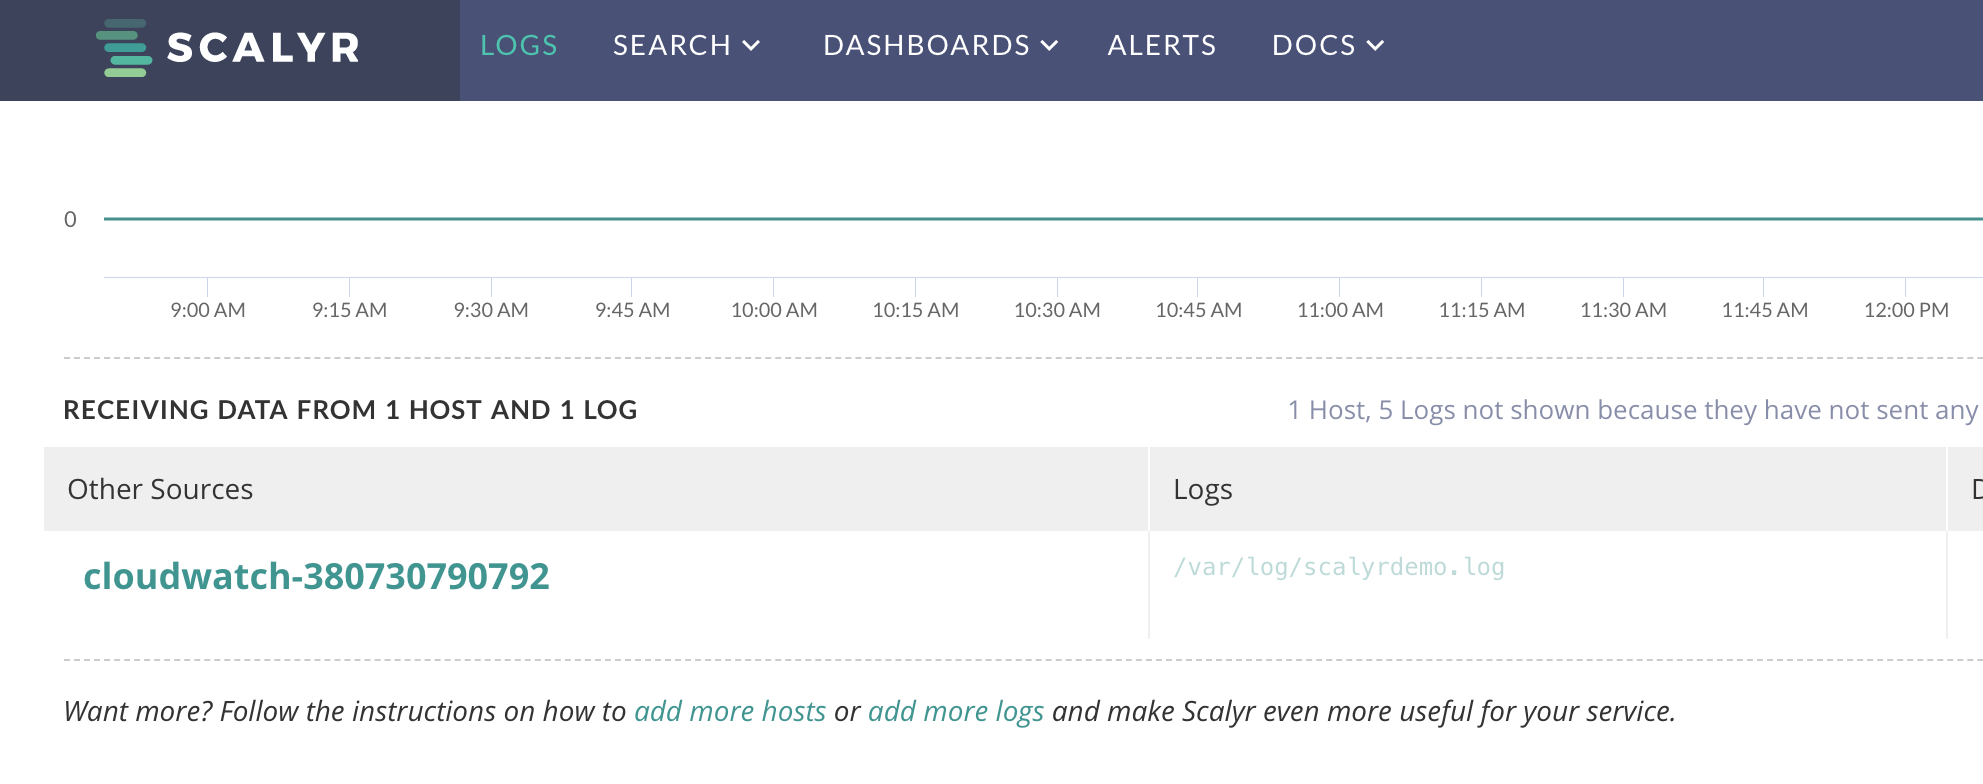 SCALYR
LOGS SEARCH DASHBOARDS ALERTS DOCS
0
9:00 AM 9:15 AM 9:30 AM 9:45 AM 10:00 AM 10:15 AM 10:30 AM 10:45 AM 11:00 AM 11:15 AM 11:30 AM 11:45 AM 12:00 PM
RECEIVING DATA FROM 1 HOST AND 1 LOG
1 Host, 5 Logs not shown because they have not sent any
Other Sources Logs
cloudwatch-380730790792
/var/log/scalyrdemo.log
Want more? Follow the instructions on how to add more hosts or add more logs and make Scalyr even more useful for your service.